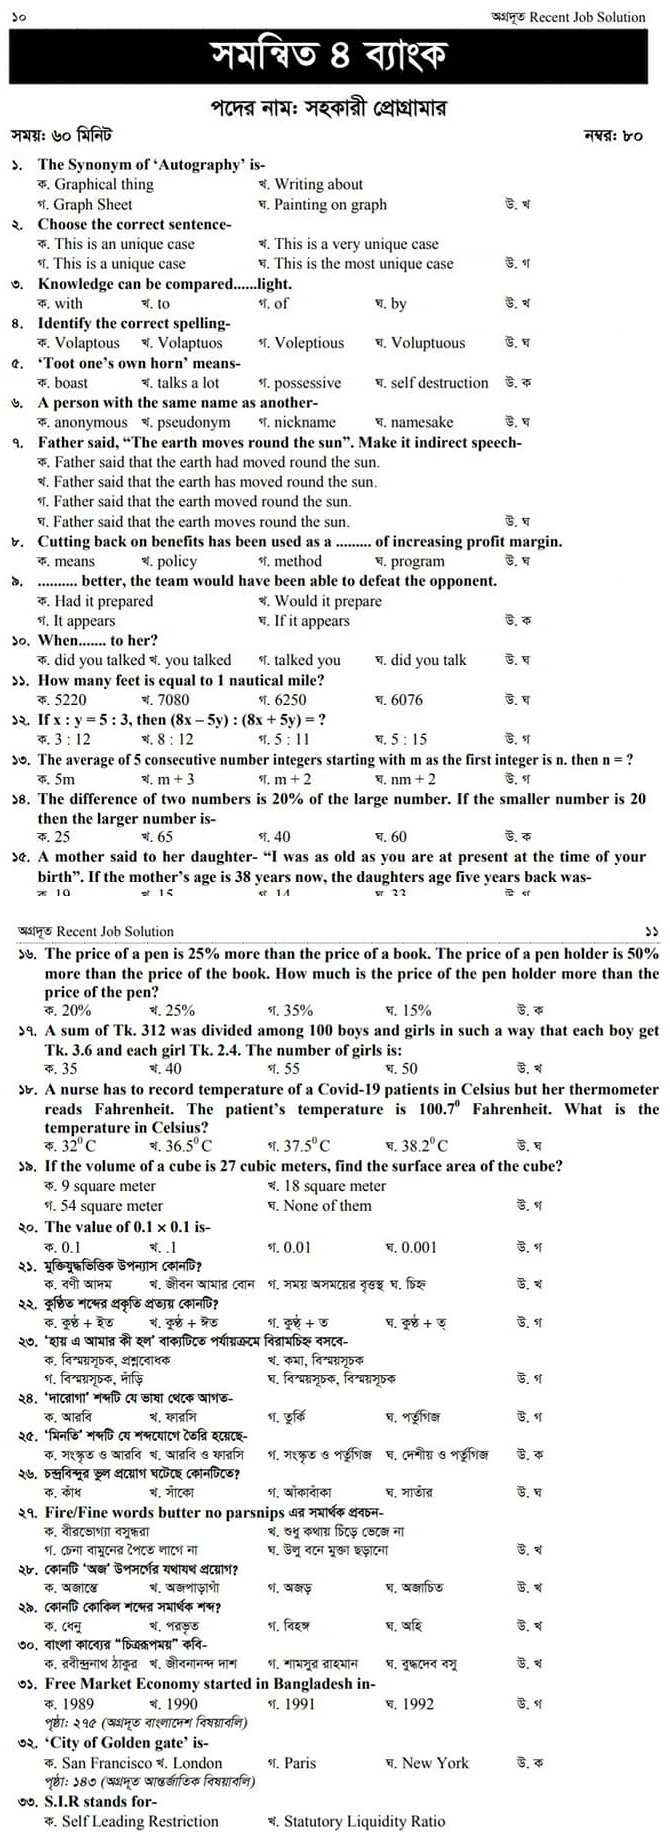 ১০ অগ্রদূত Recent Job Solution
সমন্বিত ৪ ব্যাংক
পদের নাম: সহকারী প্রোগ্রামার
সময়: ৬০ মিনিট নম্বর: ৮০
১. The Synonym of ‘Autography’ is-
ক. Graphical thing খ. Writing about
গ. Graph Sheet ঘ. Painting on graph উ. খ
২. Choose the correct sentence-
ক. This is an unique case খ. This is a very unique case
গ. This is a unique case ঘ. This is the most unique case উ. গ
৩. Knowledge can be compared......light.
ক. with খ. to গ. of ঘ. by উ. খ
৪. Identify the correct spelling-
ক. Volaptous খ. Volaptuos গ. Voleptious ঘ. Voluptuous উ. ঘ
৫. ‘Toot one’s own horn’ means-
ক. boast খ. talks a lot গ. possessive ঘ. self destruction উ. ক
৬. A person with the same name as another-
ক. anonymous খ. pseudonym গ. nickname ঘ. namesake উ. ঘ
৭. Father said, “The earth moves round the sun”. Make it indirect speech-
ক. Father said that the earth had moved round the sun.
খ. Father said that the earth has moved round the sun.
গ. Father said that the earth moved round the sun.
ঘ. Father said that the earth moves round the sun. উ. ঘ
৮. Cutting back on benefits has been used as a ......... of increasing profit margin.
ক. means খ. policy গ. method ঘ. program উ. ঘ
৯. .......... better, the team would have been able to defeat the opponent.
ক. Had it prepared খ. Would it prepare
গ. It appears ঘ. If it appears উ. ক
১০. When....... to her?
ক. did you talked খ. you talked গ. talked you ঘ. did you talk উ. ঘ
১১. How many feet is equal to 1 nautical mile?
ক. 5220 খ. 7080 গ. 6250 ঘ. 6076 উ. ঘ
১২. If x : y = 5 : 3, then (8x – 5y) : (8x + 5y) = ?
ক. 3 : 12 খ. 8 : 12 গ. 5 : 11 ঘ. 5 : 15 উ. গ
১৩. The average of 5 consecutive number integers starting with m as the first integer is n. then n = ?
ক. 5m খ. m + 3 গ. m + 2 ঘ. nm + 2 উ. গ
১৪. The difference of two numbers is 20% of the large number. If the smaller number is 20
then the larger number is-
ক. 25 খ. 65 গ. 40 ঘ. 60 উ. ক
১৫. A mother said to her daughter- “I was as old as you are at present at the time of your
birth”. If the mother’s age is 38 years now, the daughters age five years back was-
ক. 19 খ. 15 গ. 14 ঘ. 33 উ. গ
অগ্রদূত Recent Job Solution ১১
১৬. The price of a pen is 25% more than the price of a book. The price of a pen holder is 50%
more than the price of the book. How much is the price of the pen holder more than the
price of the pen?
ক. 20% খ. 25% গ. 35% ঘ. 15% উ. ক
১৭. A sum of Tk. 312 was divided among 100 boys and girls in such a way that each boy get
Tk. 3.6 and each girl Tk. 2.4. The number of girls is:
ক. 35 খ. 40 গ. 55 ঘ. 50 উ. খ
১৮. A nurse has to record temperature of a Covid-19 patients in Celsius but her thermometer
reads Fahrenheit. The patient’s temperature is 100.7⁰ Fahrenheit. What is the
temperature in Celsius?
ক. 32⁰ C খ. 36.5⁰ C গ. 37.5⁰ C ঘ. 38.2⁰ C উ. ঘ
১৯. If the volume of a cube is 27 cubic meters, find the surface area of the cube?
ক. 9 square meter খ. 18 square meter
গ. 54 square meter ঘ. None of them উ. গ
২০. The value of 0.1 × 0.1 is-
ক. 0.1 খ. .1 গ. 0.01 ঘ. 0.001 উ. গ
২১. মুক্তিযুদ্ধভিত্তিক উপন্যাস কোনটি?
ক. বণী আদম খ. জীবন আমার বোন গ. সময় অসময়ের বৃত্তস্থ ঘ. চিহ্ন উ. খ
২২. কুণ্ঠিত শব্দের প্রকৃতি প্রত্যয় কোনটি?
ক. কুণ্ঠ + ইত খ. কুণ্ঠ + ঈত গ. কুণ্ঠ্ + ত ঘ. কুণ্ঠ + ত্ উ. গ
২৩. ‘হায় এ আমার কী হল’ বাক্যটিতে পর্যায়ক্রমে বিরামচিহ্ন বসবে-
ক. বিস্ময়সূচক, প্রশ্নবোধক খ. কমা, বিস্ময়সূচক
গ. বিস্ময়সূচক, দাঁড়ি ঘ. বিস্ময়সূচক, বিস্ময়সূচক উ. গ
২৪. ‘দারোগা’ শব্দটি যে ভাষা থেকে আগত-
ক. আরবি খ. ফারসি গ. তুর্কি ঘ. পর্তুগিজ উ. গ
২৫. ‘মিনতি’ শব্দটি যে শব্দযোগে তৈরি হয়েছে-
ক. সংস্কৃত ও আরবি খ. আরবি ও ফারসি গ. সংস্কৃত ও পর্তুগিজ ঘ. দেশীয় ও পর্তুগিজ উ. ক
২৬. চন্দ্রবিন্দুর ভুল প্রয়োগ ঘটেছে কোনটিতে?
ক. কাঁধ খ. সাঁকো গ. আঁকাবাঁকা ঘ. সাতাঁর উ. ঘ
২৭. Fire/Fine words butter no parsnips এর সমার্থক প্রবচন-
ক. বীরভোগ্যা বসুন্ধরা খ. শুধু কথায় চিঁড়ে ভেজে না
গ. চেনা বামুনের পৈতে লাগে না ঘ. উলু বনে মুক্তা ছড়ানো উ. খ
২৮. কোনটি ‘অজ’ উপসর্গের যথাযথ প্রয়োগ?
ক. অজান্তে খ. অজপাড়াগাঁ গ. অজড় ঘ. অজাচিত উ. খ
২৯. কোনটি কোকিল শব্দের সমার্থক শব্দ?
ক. ধেনু খ. পরভৃত গ. বিহঙ্গ ঘ. অহি উ. খ
৩০. বাংলা কাব্যের “চিত্ররূপময়” কবি-
ক. রবীন্দ্রনাথ ঠাকুর খ. জীবনানন্দ দাশ গ. শামসুর রাহমান ঘ. বুদ্ধদেব বসু উ. খ
৩১. Free Market Economy started in Bangladesh in-
ক. 1989 খ. 1990 গ. 1991 ঘ. 1992 উ. গ
পৃষ্ঠা: ২৭৫ (অগ্রদূত বাংলাদেশ বিষয়াবলি)
৩২. ‘City of Golden gate’ is-
ক. San Francisco খ. London গ. Paris ঘ. New York উ. ক
পৃষ্ঠা: ১৪৩ (অগ্রদূত আন্তর্জাতিক বিষয়াবলি)
৩৩. S.I.R stands for-
ক. Self Leading Restriction খ. Statutory Liquidity Ratio